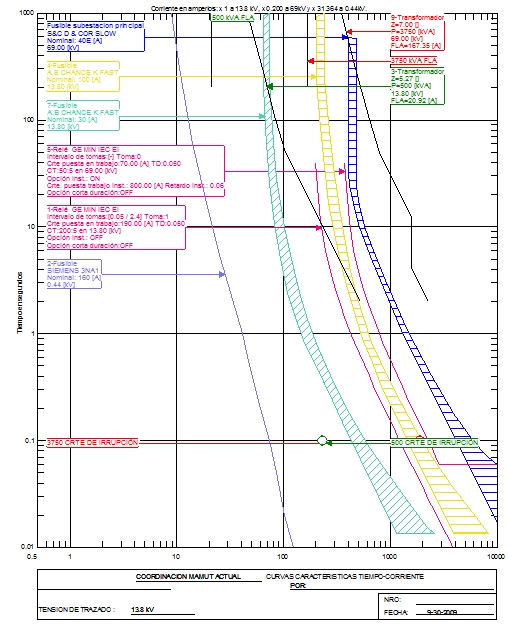 Corriente en amperios: x 1 a 13.8 kV, x 0.200 a 69kV y x 31.364 a 0.44kV.
1000
500 kVA FLA
Fusible subestacion principal
S&C D & COR SLOW
Nominal: 40E [A]
69.00 [kV]
9-Transformador
Z=7.00 []
P=3750 [kVA]
69.00 [kV]
FLA=167.35 [A]
3750 kVA FLA
4-Fusible
A.B CHANCE K FAST
Nominal: 100 [A]
13.80 [kV]
3-Transformador
Z=5.27 []
P=500 [kVA]
13.80 [kV]
FLA=20.92 [A]
7-Fusible
A.B CHANCE K FAST
Nominal: 30 [A]
13.80 [kV]
100
5-Relé GE MIN IEC EI
Intervalo de tomas:[-] Toma:0
Crte puesta en trabajo:70.00 [A] TD:0.050
CT:50:5 en 69.00 [kV]
Opción Inst.: ON
Crte. puesta trabajo Inst.: 800.00 [A] Retardo Inst.: 0.06
Opción corta duración:OFF
1-Relé GE MIN IEC EI
Intervalo de tomas:[0.05 / 2.4] Toma:1
Crte puesta en trabajo:190.00 [A] TD:0.050
CT:200:5 en 13.80 [kV]
Opción Inst.: OFF
Opción corta duración:OFF
10
2-Fusible
SIEMENS 3NA1
Nominal: 160 [A]
0.44 [kV]
Tiempo en segundos
1
0.1
3750 CRTE DE IRRUPCIÓN
500 CRTE DE IRRUPCIÓN
0.01
0.5 1 10 100 1000 10000
COORDINACION MAMUT ACTUAL CURVAS CARACTERISTICAS TIEMPO-CORRIENTE
POR:
TENSION DE TRAZADO : 13.8 kV
NRO:
FECHA: 9-30-2009